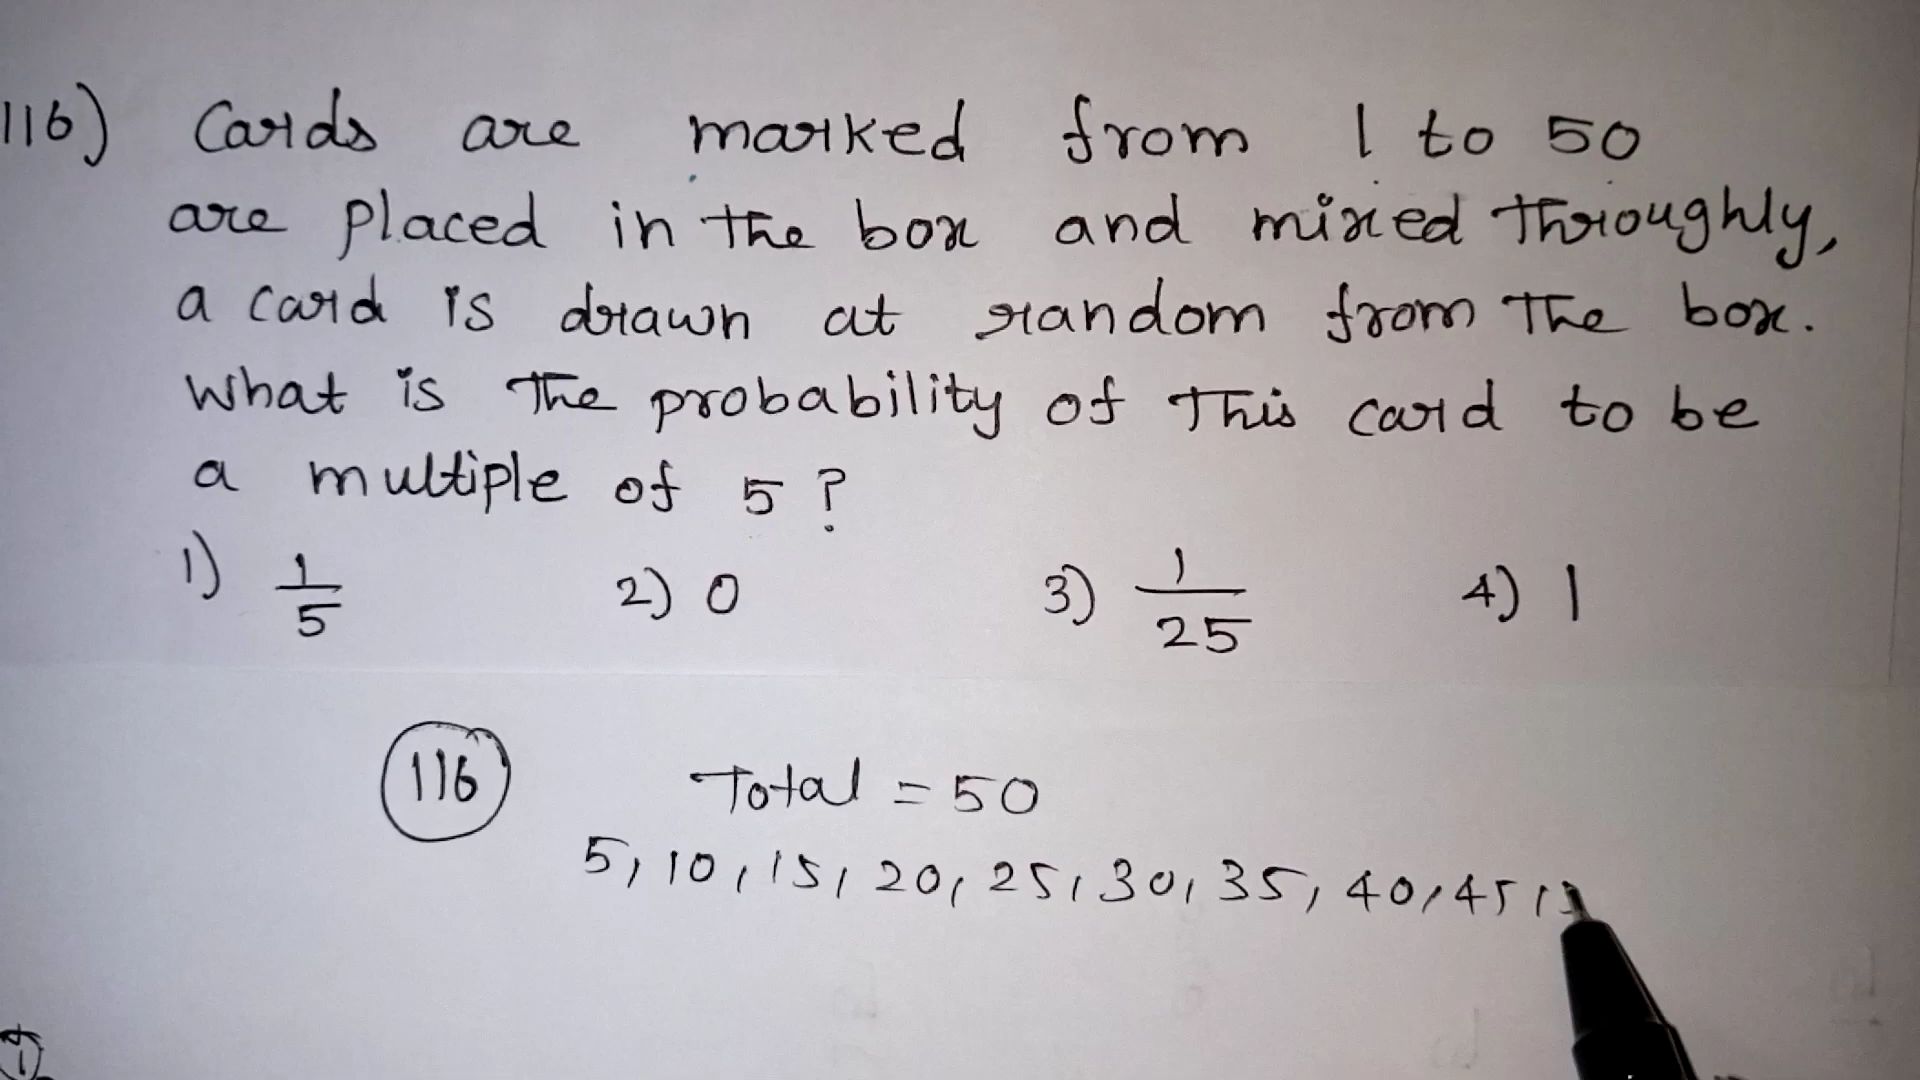 116) Cards are marked from 1 to 50
are placed in the box and mixed throughly,
a card is drawn at random from the box.
What is the probability of this card to be
a multiple of 5 ?
1) 1/5 2) 0 3) 1/25 4) 1
116 Total = 50
5, 10, 15, 20, 25, 30, 35, 40, 45,